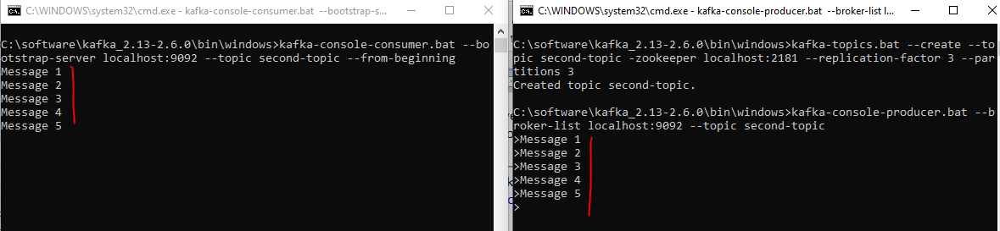 C:\WINDOWS\system32\cmd.exe - kafka-console-consumer.bat --bootstrap-s...
C:\software\kafka_2.13-2.6.0\bin\windows>kafka-console-consumer.bat --bo
otstrap-server localhost:9092 --topic second-topic --from-beginning
Message 1
Message 2
Message 3
Message 4
Message 5
C:\WINDOWS\system32\cmd.exe - kafka-console-producer.bat --broker-list l...
C:\software\kafka_2.13-2.6.0\bin\windows>kafka-topics.bat --create --to
pic second-topic -zookeeper localhost:2181 --replication-factor 3 --par
titions 3
Created topic second-topic.
C:\software\kafka_2.13-2.6.0\bin\windows>kafka-console-producer.bat --b
roker-list localhost:9092 --topic second-topic
>Message 1
>Message 2
>Message 3
>Message 4
>Message 5
>